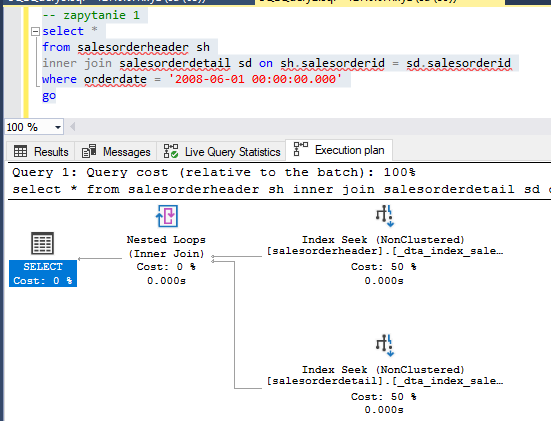 -- zapytanie 1
select *
from salesorderheader sh
inner join salesorderdetail sd on sh.salesorderid = sd.salesorderid
where orderdate = '2008-06-01 00:00:00.000'
go
100 %
Results Messages Live Query Statistics Execution plan
Query 1: Query cost (relative to the batch): 100%
select * from salesorderheader sh inner join salesorderdetail sd
SELECT
Cost: 0 %
Nested Loops
(Inner Join)
Cost: 0 %
0.000s
Index Seek (NonClustered)
[salesorderheader].[_dta_index_sale…
Cost: 50 %
0.000s
Index Seek (NonClustered)
[salesorderdetail].[_dta_index_sale…
Cost: 50 %
0.000s